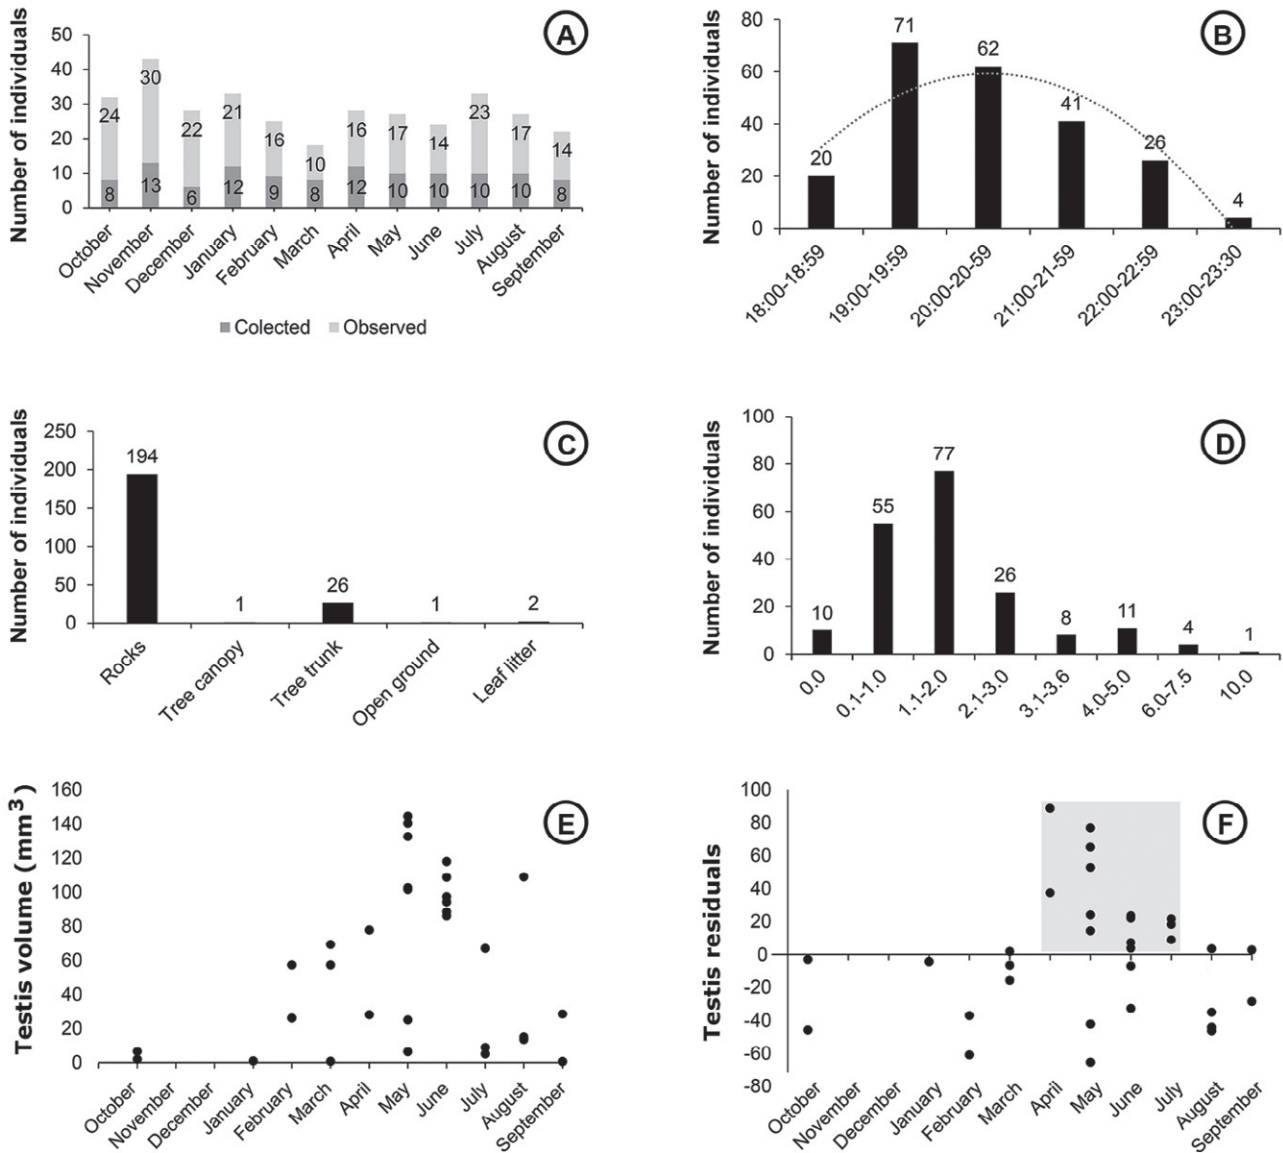 A
Number of individuals
50
40
30
20
10
0
24
30
22
21
16
10
16
17
14
23
17
14
8
13
6
12
9
8
12
10
10
10
10
8
October
November
December
January
February
March
April
May
June
July
August
September
Colected
Observed
B
Number of individuals
80
60
40
20
0
20
71
62
41
26
4
18:00-18:59
19:00-19:59
20:00-20-59
21:00-21-59
22:00-22:59
23:00-23:30
C
Number of individuals
250
200
150
100
50
0
194
1
26
1
2
Rocks
Tree canopy
Tree trunk
Open ground
Leaf litter
D
Number of individuals
100
80
60
40
20
0
10
55
77
26
8
11
4
1
0.0
0.1-1.0
1.1-2.0
2.1-3.0
3.1-3.6
4.0-5.0
6.0-7.5
10.0
E
Testis volume (mm³)
160
140
120
100
80
60
40
20
0
October
November
December
January
February
March
April
May
June
July
August
September
F
Testis residuals
100
80
60
40
20
0
-20
-40
-60
-80
October
November
December
January
February
March
April
May
June
July
August
September